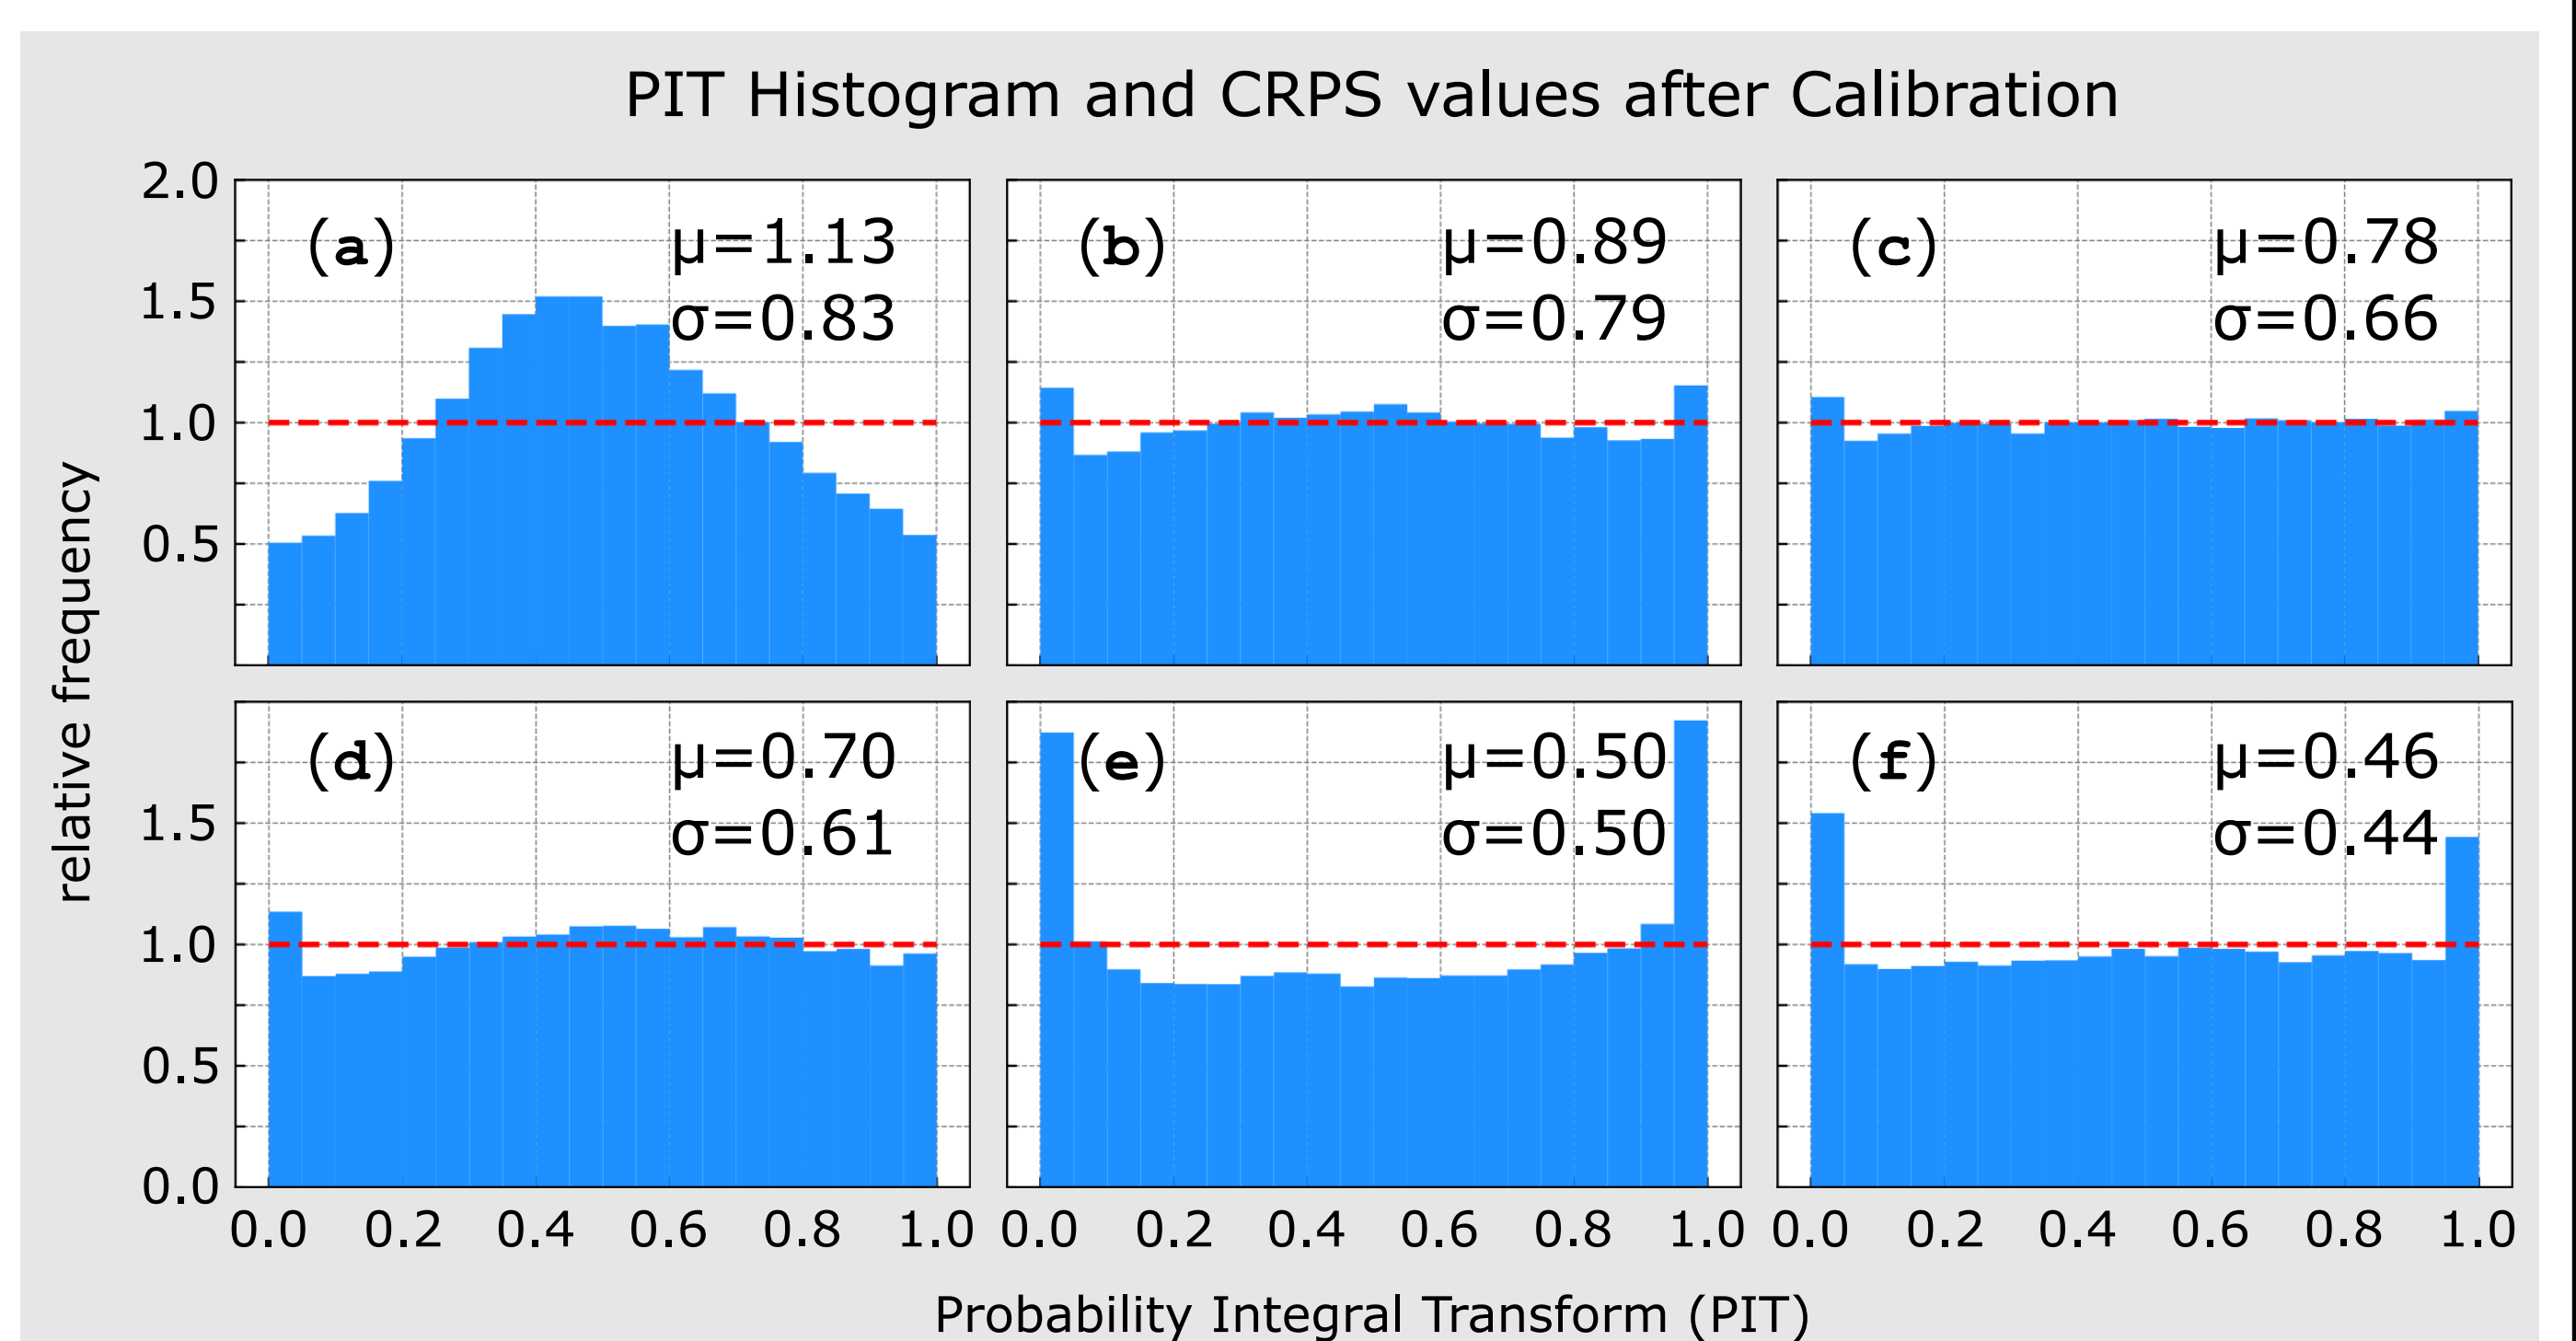 PIT Histogram and CRPS values after Calibration
relative frequency
2.0
1.5
1.0
0.5
(a)
μ=1.13
σ=0.83
(b)
μ=0.89
σ=0.79
(c)
μ=0.78
σ=0.66
1.5
1.0
0.5
0.0
(d)
μ=0.70
σ=0.61
(e)
μ=0.50
σ=0.50
(f)
μ=0.46
σ=0.44
0.0 0.2 0.4 0.6 0.8 1.0 0.0 0.2 0.4 0.6 0.8 1.0 0.0 0.2 0.4 0.6 0.8 1.0
Probability Integral Transform (PIT)